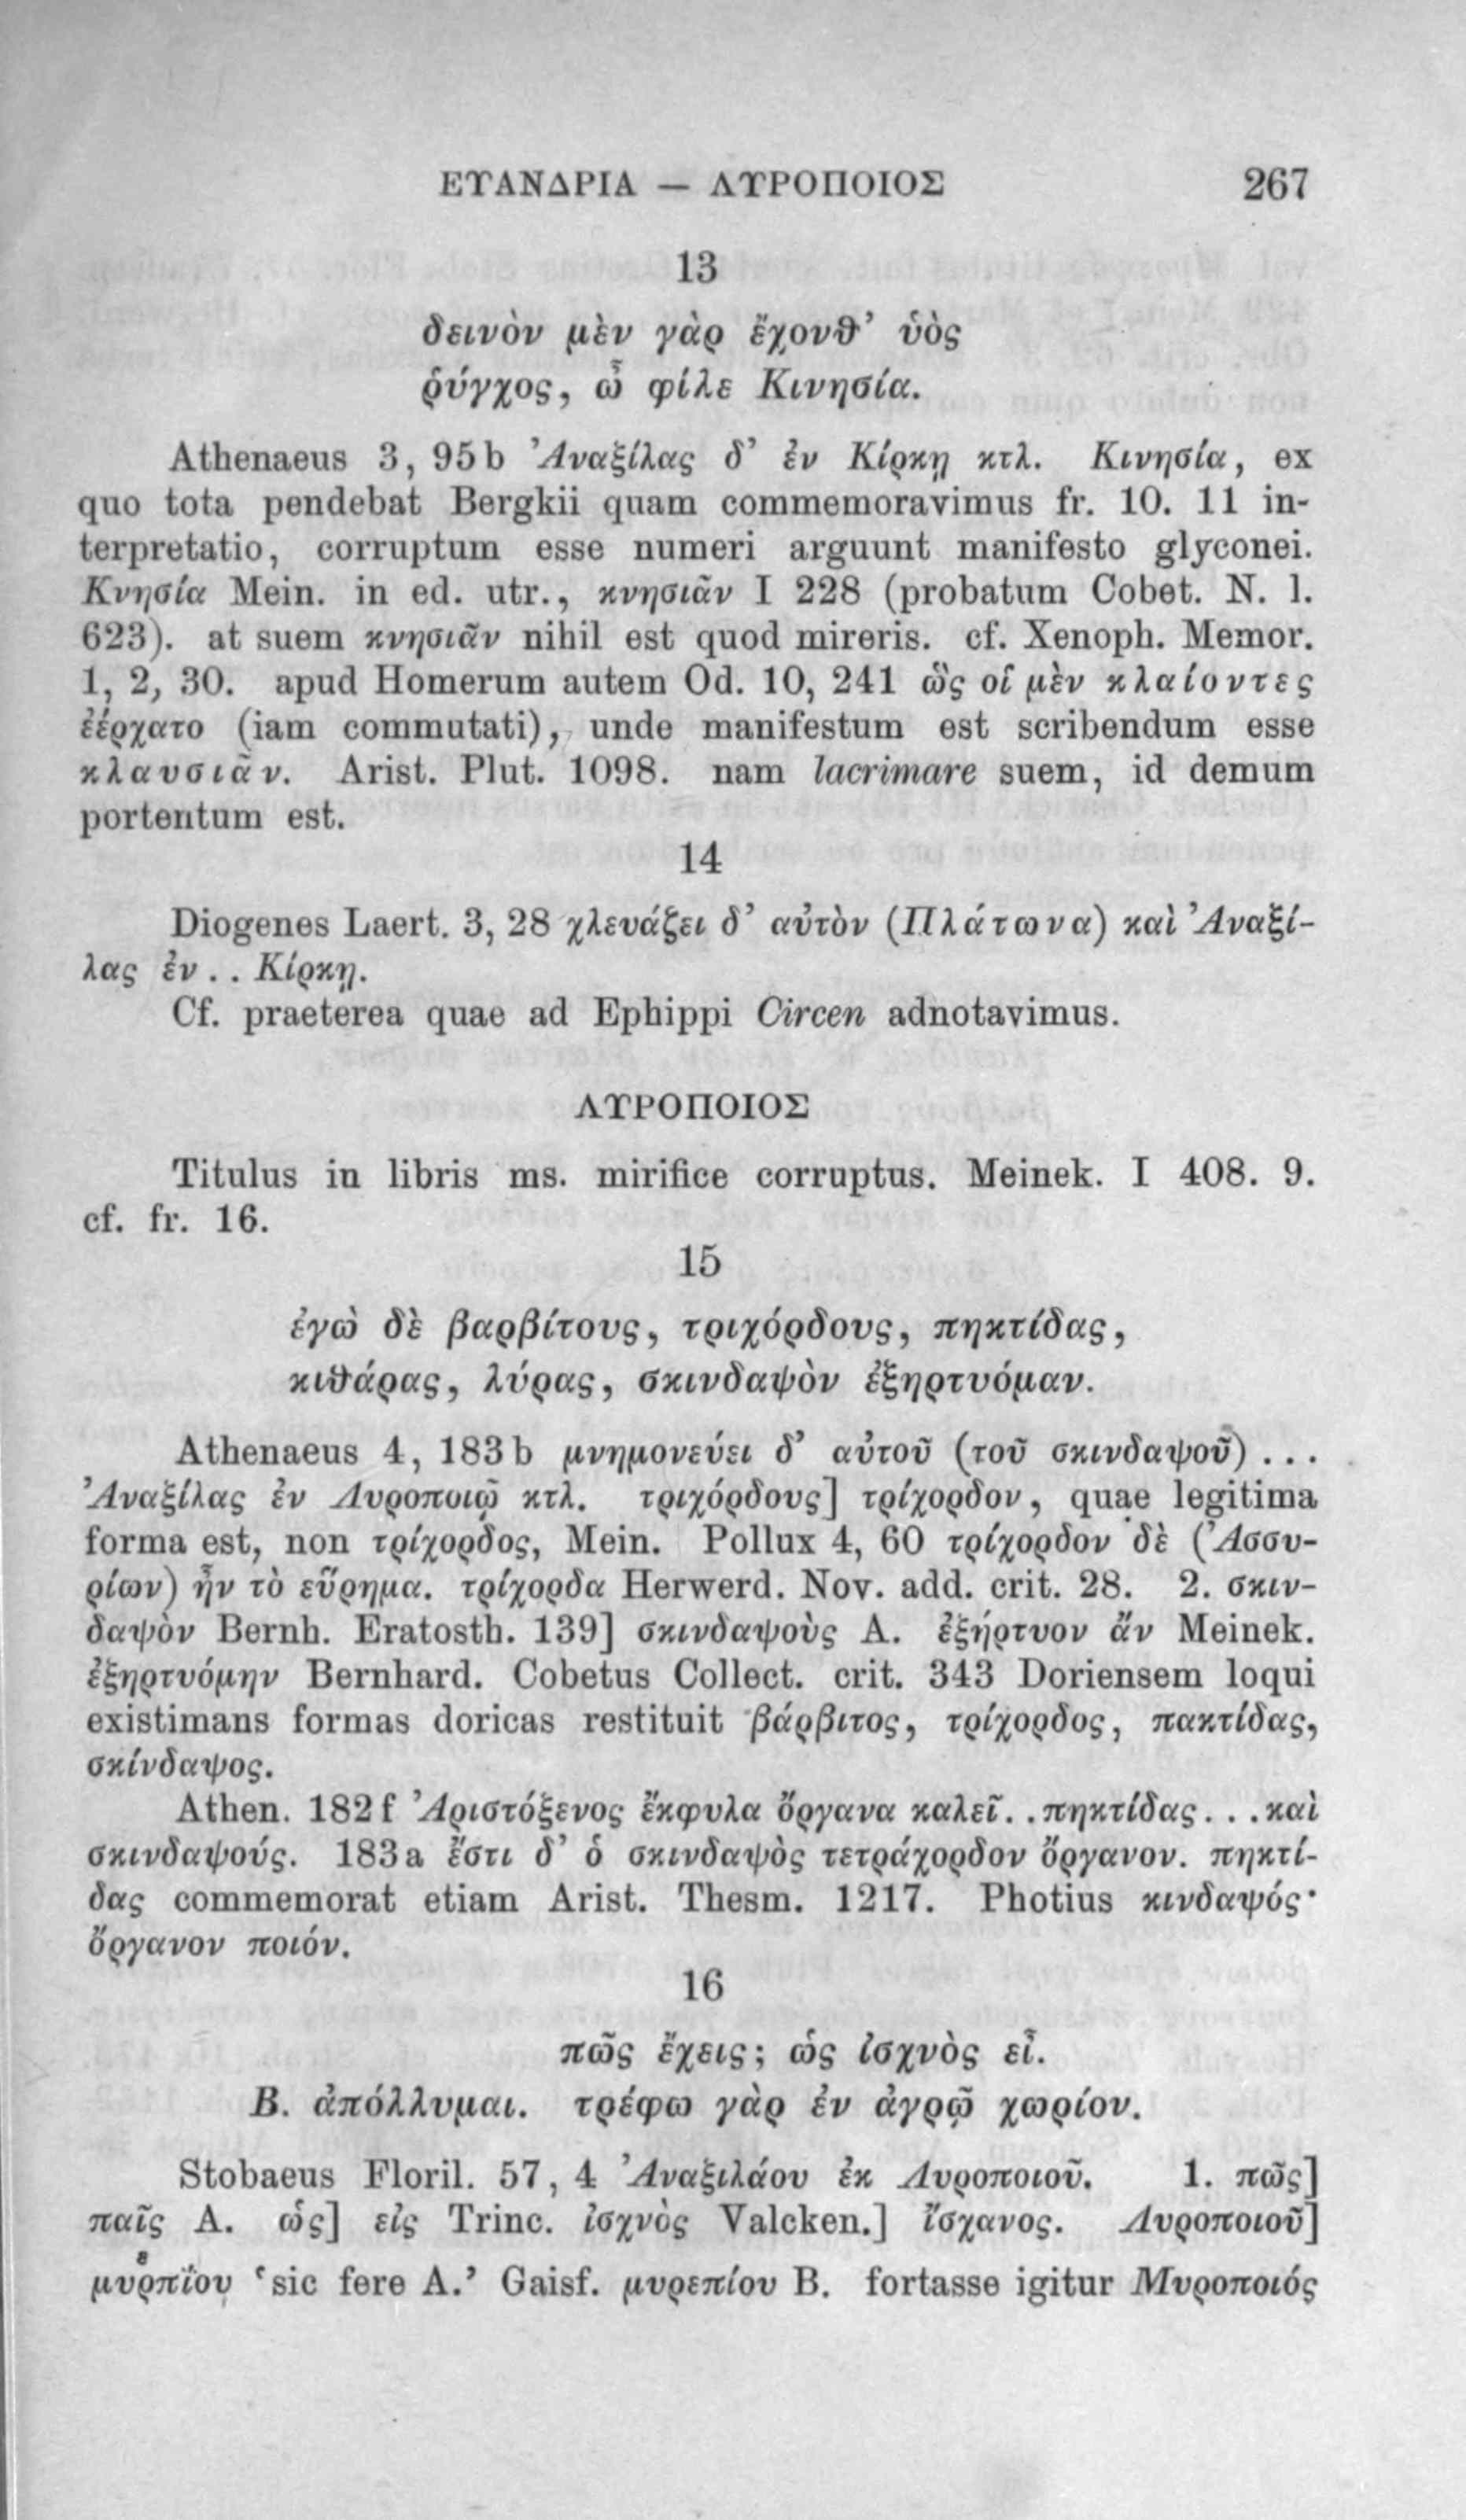 ΕΥΑΝΔΡΙΑ — ΛΥΡΟΠΟΙΟΣ 267
13
δεινὸν μὲν γὰρ ἔχονθ’ ὑὸς
ῥύγχος, ὦ φίλε Κινησία.
Athenaeus 3, 95b Ἀναξίλας δ’ ἐν Κίρκῃ κτλ. Κινησία, ex
quo tota pendebat Bergkii quam commemoravimus fr. 10. 11 in-
terpretatio, corruptum esse numeri arguunt manifesto glyconei.
Κνησία Mein. in ed. utr., κνησιᾶν I 228 (probatum Cobet. N. l.
623). at suem κνησιᾶν nihil est quod mireris. cf. Xenoph. Memor.
1, 2, 30. apud Homerum autem Od. 10, 241 ὣς οἱ μὲν κλαίοντες
ἐέρχατο (iam commutati), unde manifestum est scribendum esse
κλαυσιᾶν. Arist. Plut. 1098. nam lacrimare suem, id demum
portentum est.
14
Diogenes Laert. 3, 28 χλευάζει δ’ αὐτὸν (Πλάτωνα) καὶ Ἀναξί-
λας ἐν . . Κίρκῃ.
Cf. praeterea quae ad Ephippi Circen adnotavimus.
ΛΥΡΟΠΟΙΟΣ
Titulus in libris ms. mirifice corruptus. Meinek. I 408. 9.
cf. fr. 16.
15
ἐγὼ δὲ βαρβίτους, τριχόρδους, πηκτίδας,
κιθάρας, λύρας, σκινδαψὸν ἐξηρτυόμαν.
Athenaeus 4, 183b μνημονεύει δ’ αὐτοῦ (τοῦ σκινδαψοῦ) . . .
Ἀναξίλας ἐν Λυροποιῷ κτλ. τριχόρδους] τρίχορδον, quae legitima
forma est, non τρίχορδος, Mein. Pollux 4, 60 τρίχορδον δὲ (Ἀσσυ-
ρίων) ἦν τὸ εὕρημα. τρίχορδα Herwerd. Nov. add. crit. 28. 2. σκιν-
δαψὸν Bernh. Eratosth. 139] σκινδαψοὺς A. ἐξήρτυον ἄν Meinek.
ἐξηρτυόμην Bernhard. Cobetus Collect. crit. 343 Doriensem loqui
existimans formas doricas restituit βάρβιτος, τρίχορδος, πακτίδας,
σκίνδαψος.
Athen. 182f Ἀριστόξενος ἔκφυλα ὄργανα καλεῖ. . πηκτίδας. . . καὶ
σκινδαψούς. 183a ἔστι δ’ ὁ σκινδαψὸς τετράχορδον ὄργανον. πηκτί-
δας commemorat etiam Arist. Thesm. 1217. Photius κινδαψός·
ὄργανον ποιόν.
16
πῶς ἔχεις; ὡς ἰσχνὸς εἶ.
B. ἀπόλλυμαι. τρέφω γὰρ ἐν ἀγρῷ χωρίον.
Stobaeus Floril. 57, 4 Ἀναξιλάου ἐκ Λυροποιοῦ. 1. πῶς]
παῖς A. ὡς] εἰς Trinc. ἰσχνὸς Valcken.] ἴσχανος. Λυροποιοῦ]
μυρπΐου ‘sic fere A.’ Gaisf. μυρεπίου B. fortasse igitur Μυροποιός